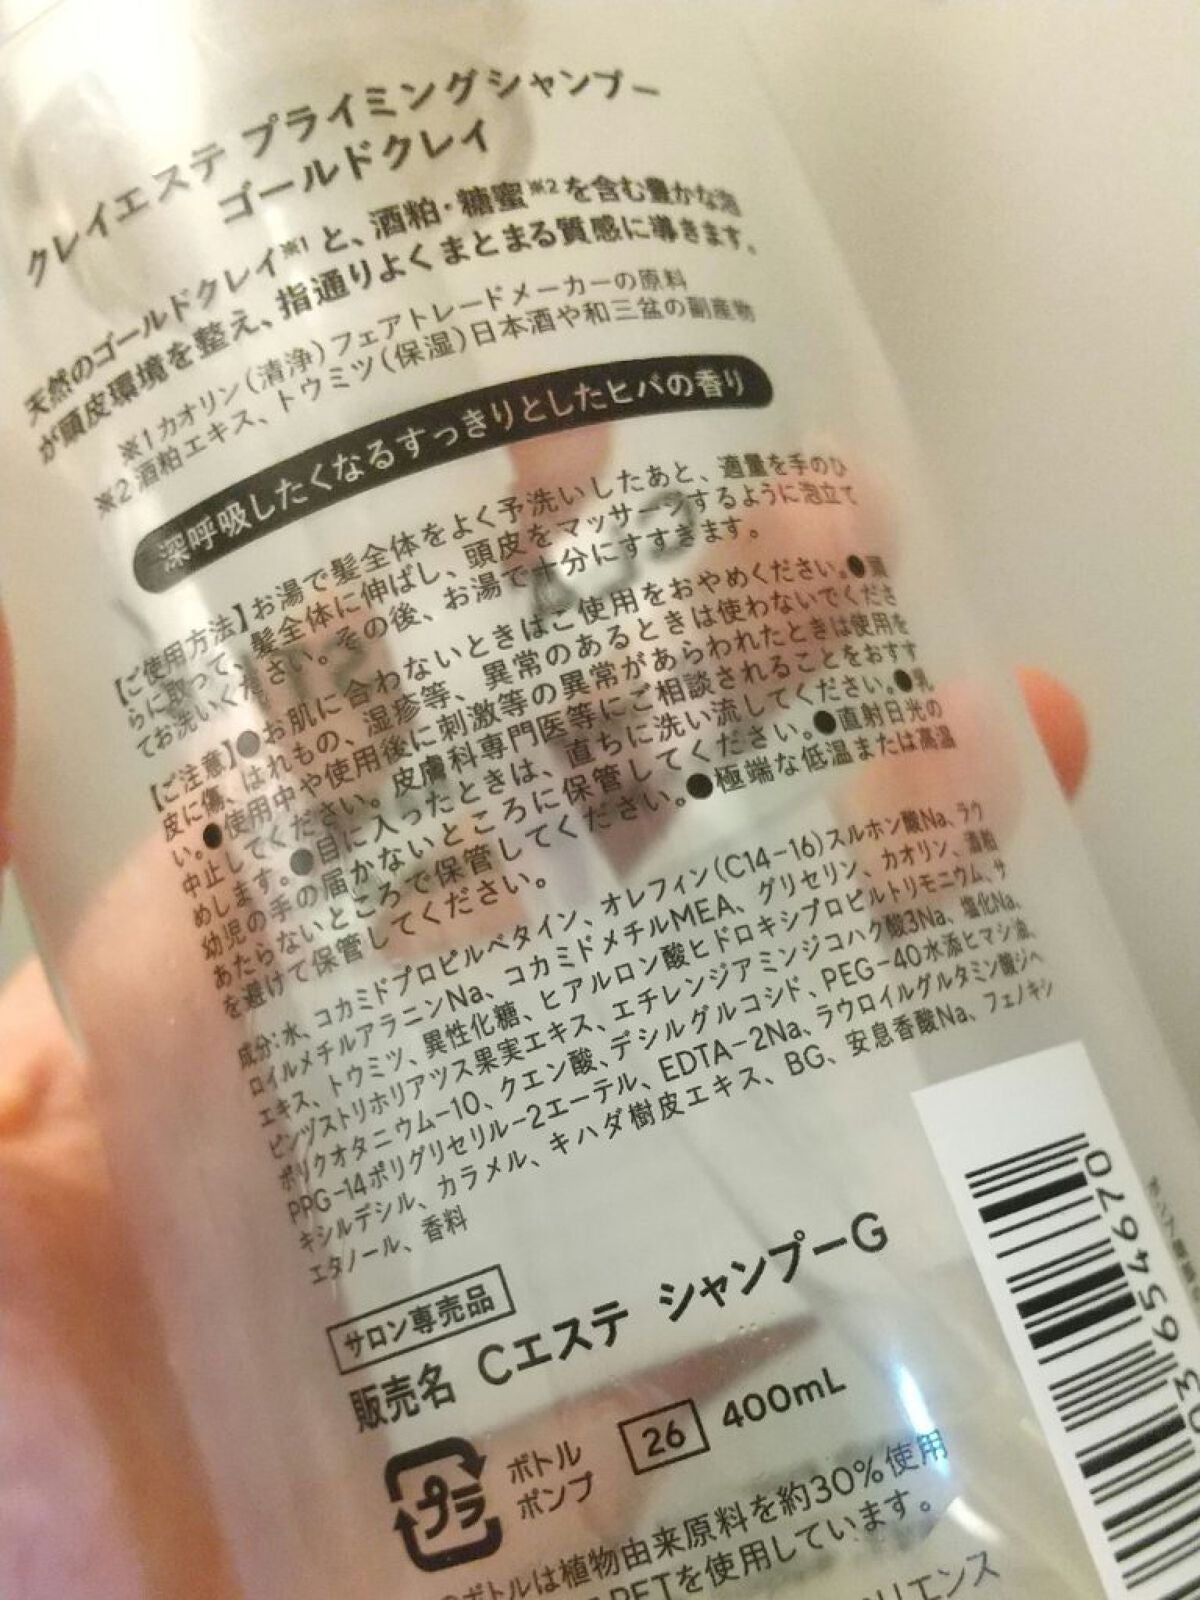 クレイエステ プライミングシャンプー
ゴールドクレイ
天然のゴールドクレイ※1と、酒粕・糖蜜※2を含む豊かな泡
が頭皮環境を整え、指通りよくまとまる質感に導きます。
※1カオリン(清浄)フェアトレードメーカーの原料
※2酒粕エキス、トウミツ(保湿)日本酒や和三盆の副産物
深呼吸したくなるすっきりとしたヒバの香り
【ご使用方法】お湯で髪全体をよく予洗いしたあと、適量を手のひ
らに取って、髪全体に伸ばし、頭皮をマッサージするように泡立て
てお洗いください。その後、お湯で十分にすすぎます。
【ご注意】●お肌に合わないときはご使用をおやめください。●頭
皮に傷、はれもの、湿疹等、異常のあるときは使わないでくださ
い。●使用中や使用後に刺激等の異常があらわれたときは使用を
中止してください。皮膚科専門医等にご相談されることをおすす
めします。●目に入ったときは、直ちに洗い流してください。●乳
幼児の手の届かないところに保管してください。●直射日光の
あたらないところで保管してください。●極端な低温または高温
を避けて保管してください。
成分:水、コカミドプロピルベタイン、オレフィン(C14-16)スルホン酸Na、ラウ
ロイルメチルアラニンNa、コカミドメチルMEA、グリセリン、カオリン、酒粕
エキス、トウミツ、異性化糖、ヒアルロン酸ヒドロキシプロピルトリモニウム、サ
ピンヅストリホリアツス果実エキス、エチレンジアミンジコハク酸3Na、塩化Na、
ポリクオタニウム-10、クエン酸、デシルグルコシド、PEG-40水添ヒマシ油、
PPG-14ポリグリセリル-2エーテル、EDTA-2Na、ラウロイルグルタミン酸ジヘ
キシルデシル、カラメル、キハダ樹皮エキス、BG、安息香酸Na、フェノキシ
エタノール、香料
サロン専売品
販売名 Cエステ シャンプーG
プラ
ボトル
ポンプ
26 400mL
ボトルは植物由来原料を約30%使用
PETを使用しています。